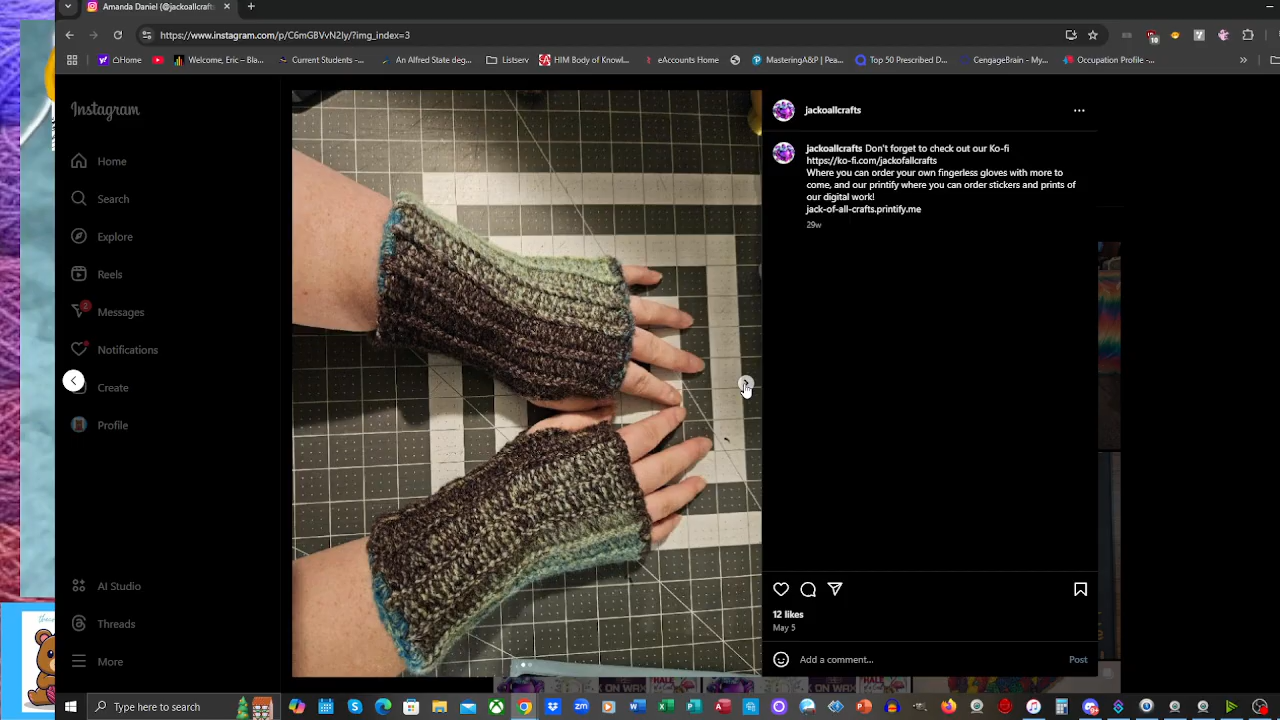 Amanda Daniel (@jackoallcrafts
https://www.instagram.com/p/C6mGBVvN2Iy/?img_index=3
10
CrHome
Welcome, Eric – Bla...
Current Students -...
An Alfred State deg...
Listserv
HIM Body of Knowl...
eAccounts Home
MasteringA&P | Pea...
Top 50 Prescribed D...
CengageBrain - My...
Occupation Profile -...
Instagram
Home
Search
Explore
Reels
2
Messages
Notifications
Create
Profile
AI Studio
Threads
More
jackoallcrafts
jackoallcrafts Don't forget to check out our Ko-fi
https://ko-fi.com/jackofallcrafts
Where you can order your own fingerless gloves with more to
come, and our printify where you can order stickers and prints of
our digital work!
jack-of-all-crafts.printify.me
29w
12 likes
May 5
Add a comment...
Post
Type here to search